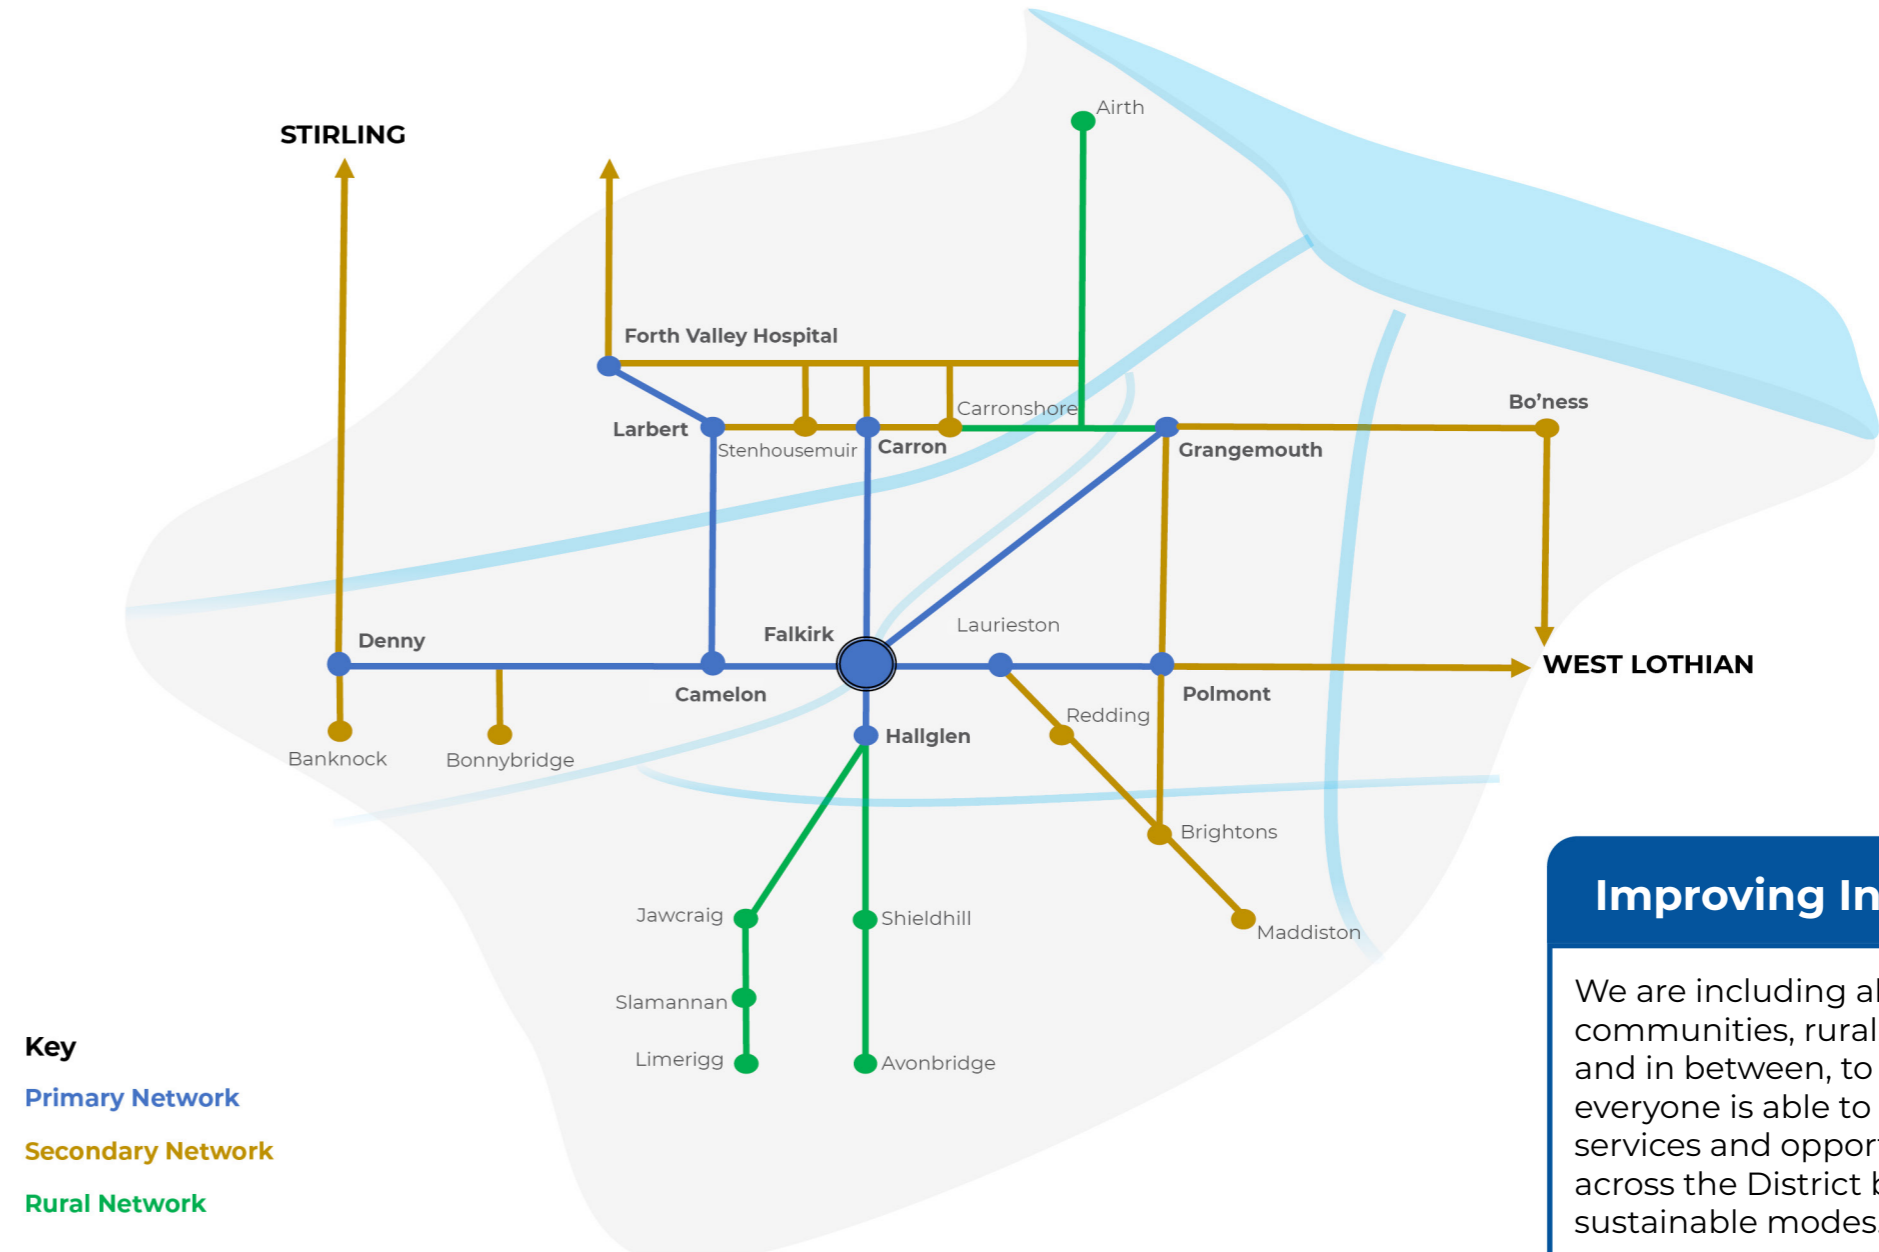 Airth
STIRLING
Forth Valley Hospital
Bo’ness
Carronshore
Larbert
Stenhousemuir
Carron
Grangemouth
Laurieston
Falkirk
Denny
WEST LOTHIAN
Camelon
Polmont
Redding
Hallglen
Banknock
Bonnybridge
Brightons
Jawcraig
Shieldhill
Maddiston
Slamannan
Limerigg
Avonbridge
Key
Primary Network
Secondary Network
Rural Network
Improving In
We are including
communities, rural
and in between, to
everyone is able to
services and opport
across the District
sustainable modes.